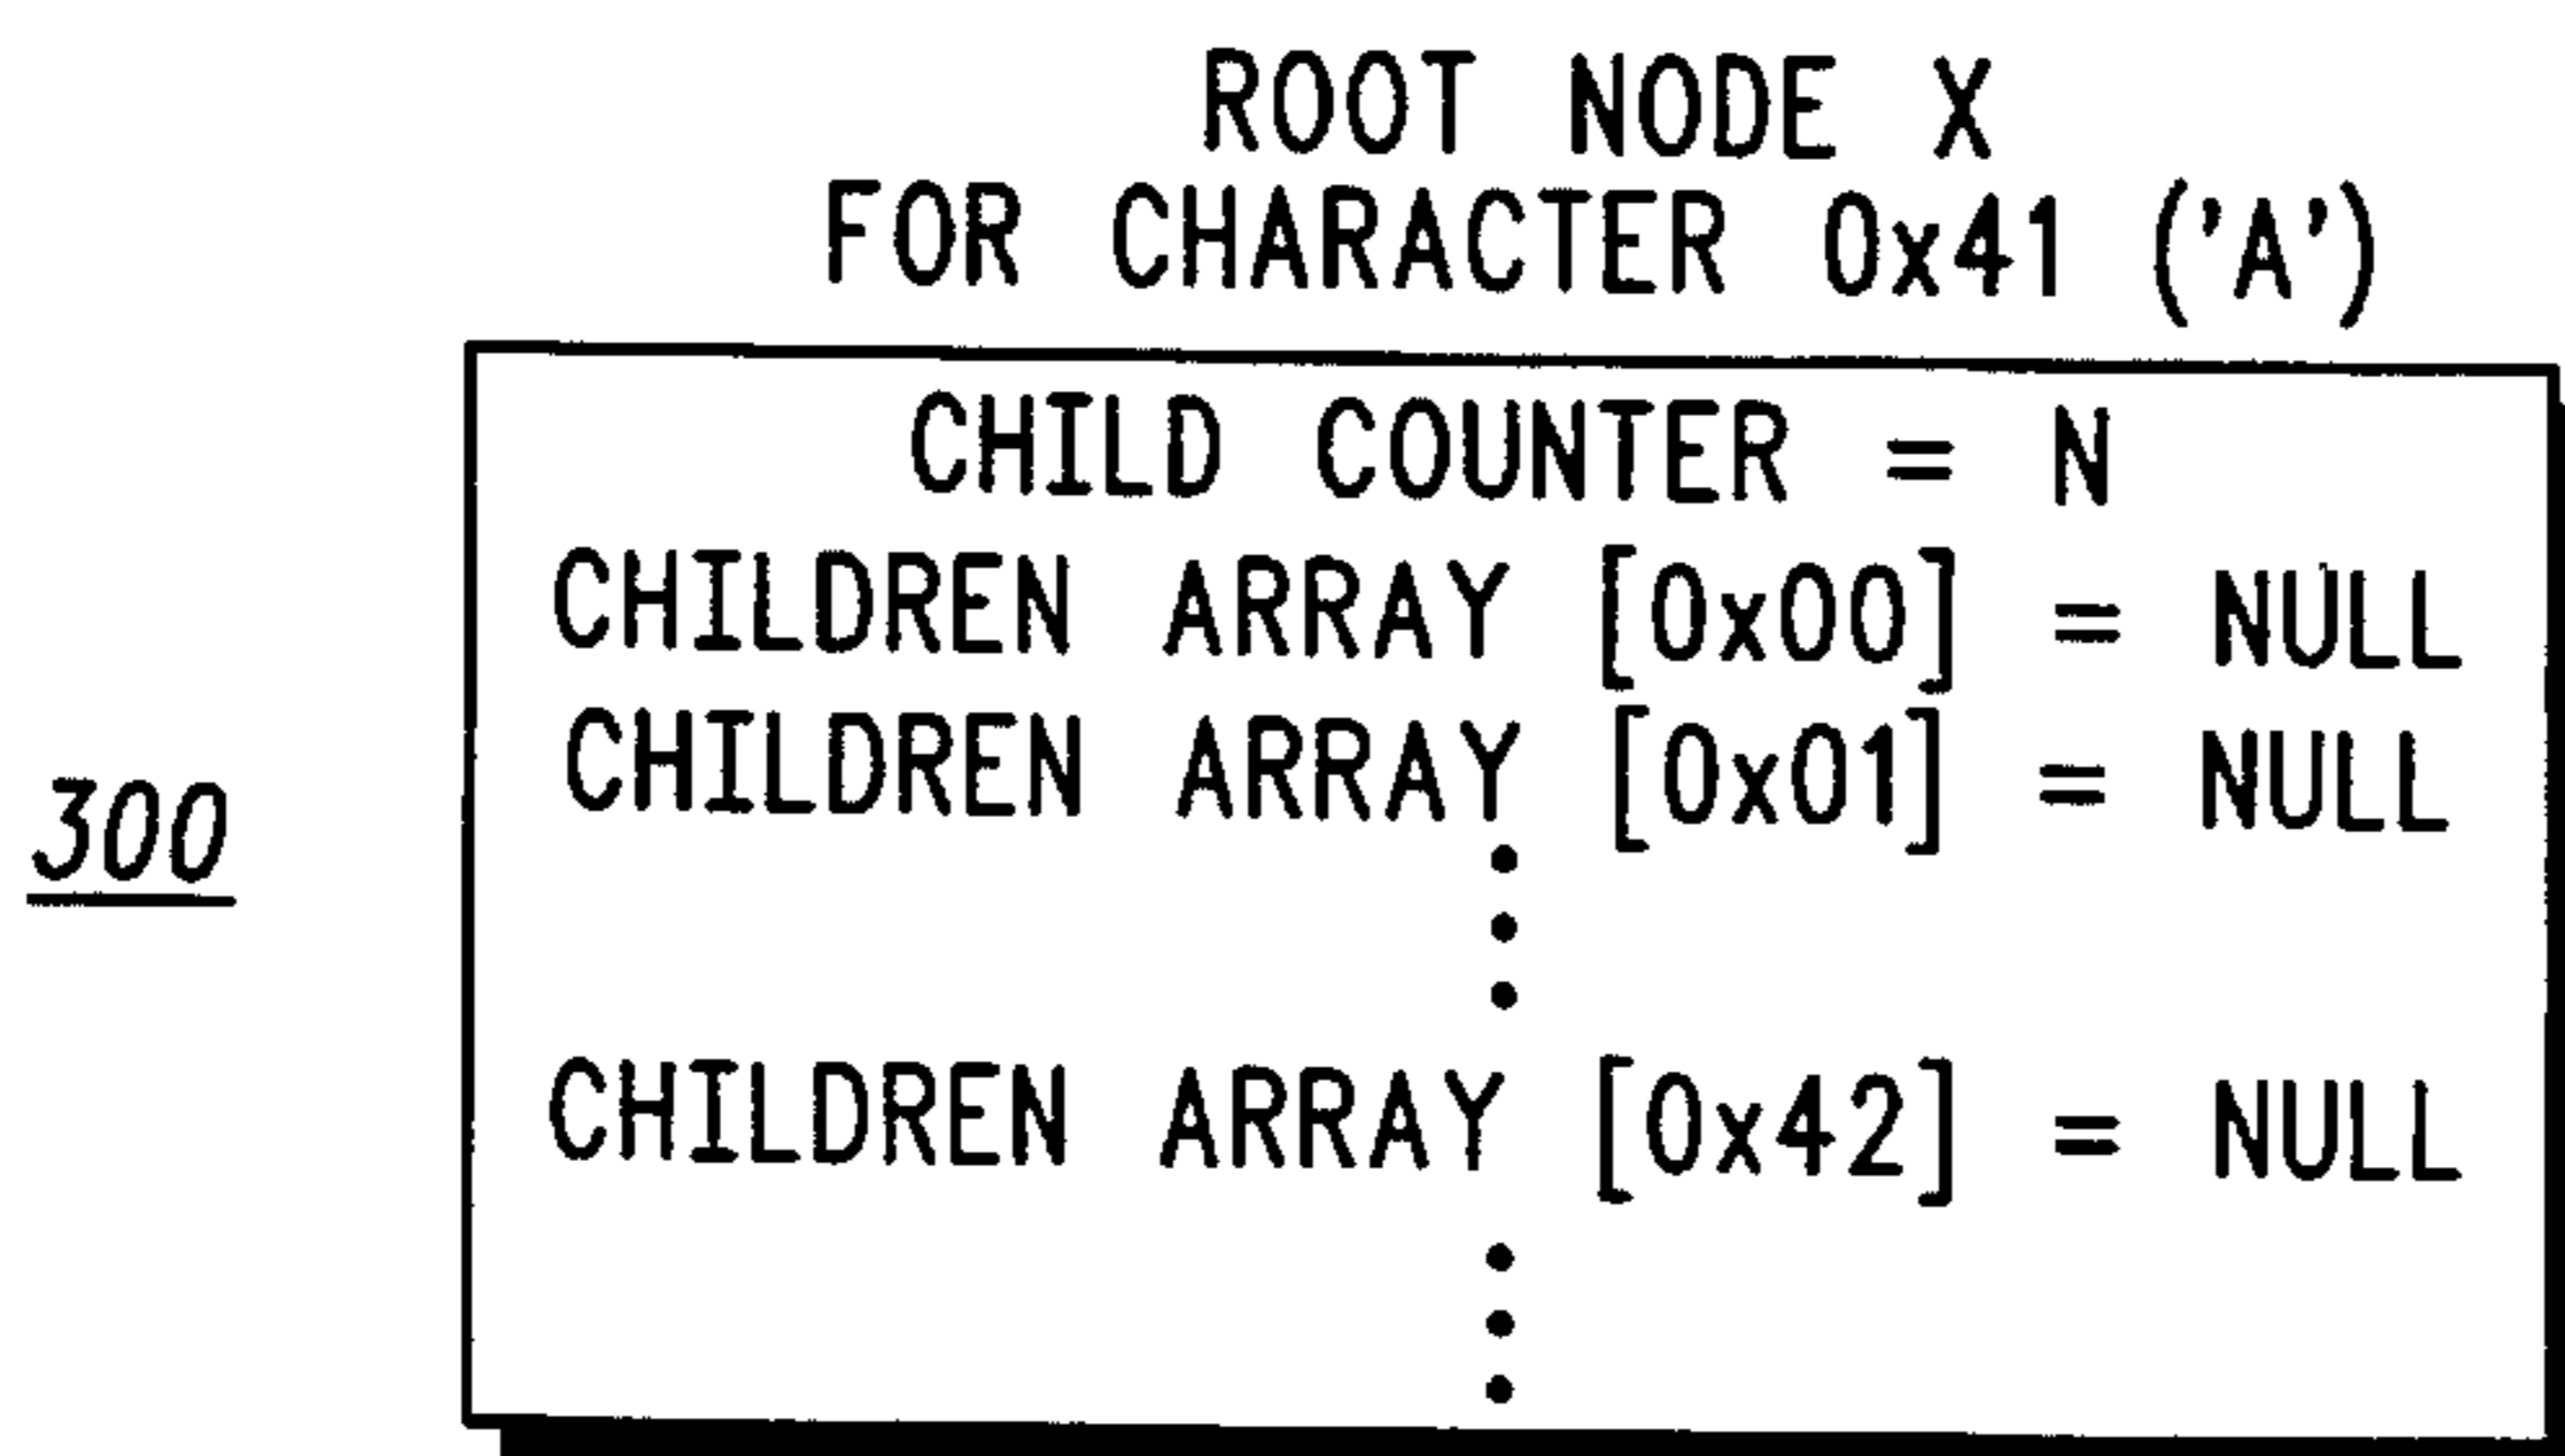 ROOT NODE X
FOR CHARACTER 0x41 ('A')
CHILD COUNTER = N
CHILDREN ARRAY [0x00] = NULL
CHILDREN ARRAY [0x01] = NULL
300
CHILDREN ARRAY [0x42] = NULL